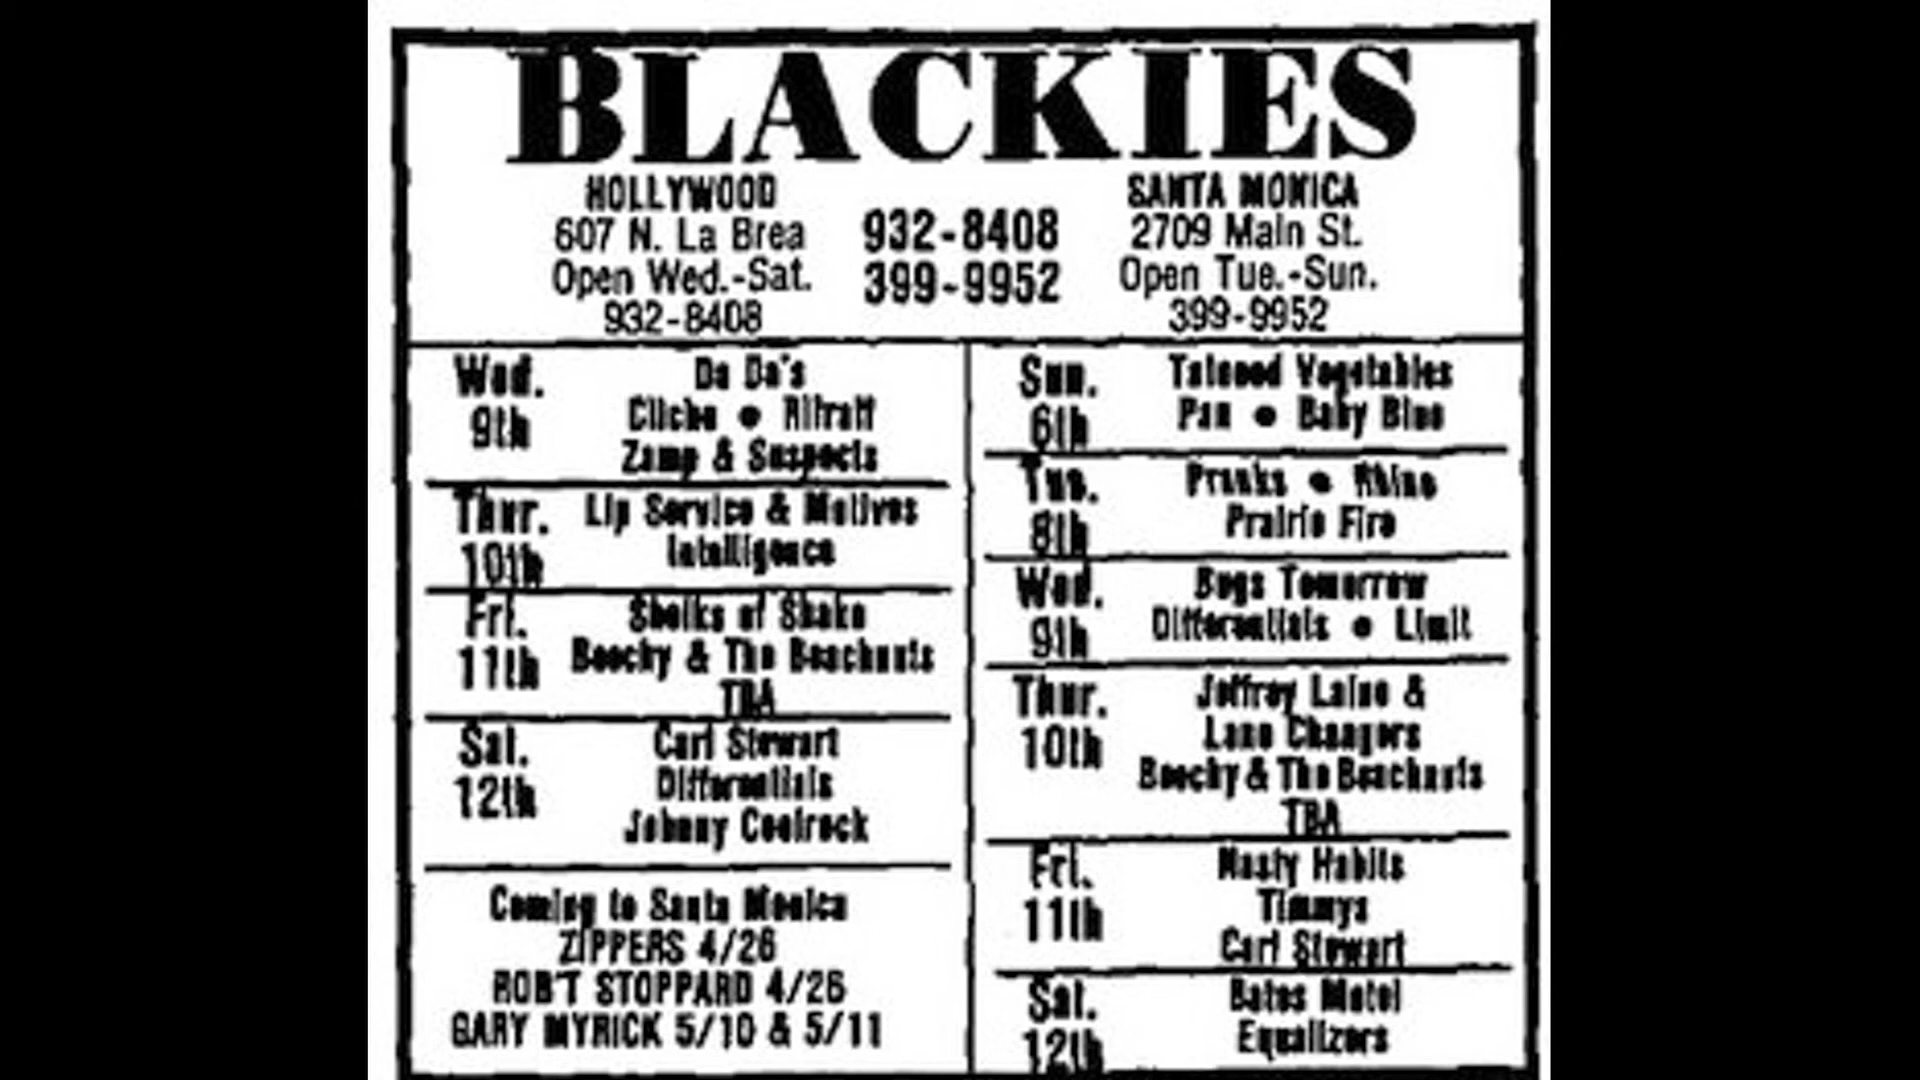 BLACKIES
HOLLYWOOD
607 N. La Brea
Open Wed.-Sat.
932-8408
932-8408
399-9952
SANTA MONICA
2709 Main St.
Open Tue.-Sun.
399-9952
Wed.
9th
Da Da's
Cliche •
Zamp & Suspects
Thur.
10th
Lip Service & Motives
Intelligence
Fri.
11th
Sheiks of Shake
Beechy & The Beachnuts
TBA
Sat.
12th
Carl Stewart
Differentials
Johnny Coolrock
Coming to Santa Monica
ZIPPERS 4/26
ROB'T STOPPARD 4/26
GARY MYRICK 5/10 & 5/11
Sun.
6th
Vegetables
Pan • Baby Blue
Tue.
8th
Pranks • Rhino
Prairie Fire
Wed.
9th
Bugs Tomorrow
Differentials • Limit
Thur.
10th
Jeffrey Laine &
Lane Changers
Beechy & The Beachnuts
TBA
Fri.
11th
Nasty Habits
Timmys
Carl Stewart
Sat.
12th
Bates Motel
Equalizers